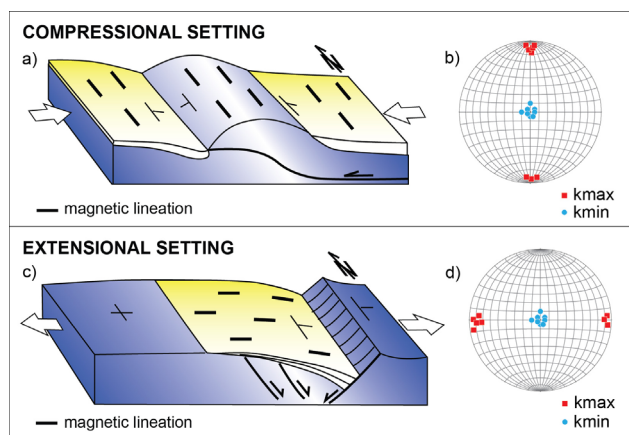 COMPRESSIONAL SETTING
a)
N
b)
magnetic lineation
kmax
kmin
EXTENSIONAL SETTING
c)
N
d)
magnetic lineation
kmax
kmin